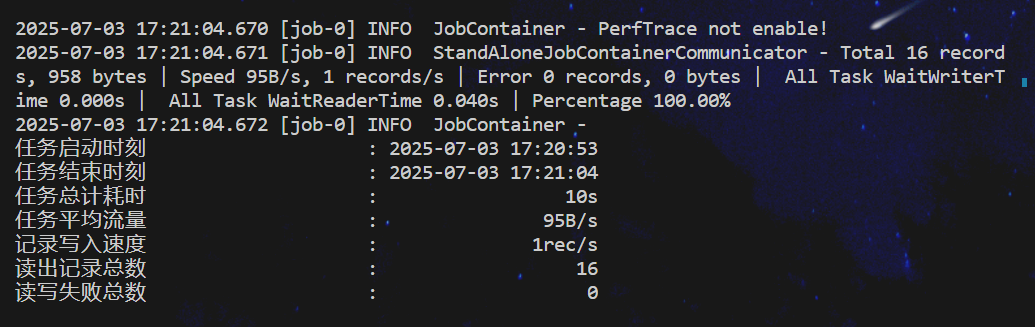 2025-07-03 17:21:04.670 [job-0] INFO  JobContainer - PerfTrace not enable!
2025-07-03 17:21:04.671 [job-0] INFO  StandAloneJobContainerCommunicator - Total 16 record
s, 958 bytes | Speed 95B/s, 1 records/s | Error 0 records, 0 bytes |  All Task WaitWriterT
ime 0.000s |  All Task WaitReaderTime 0.040s | Percentage 100.00%
2025-07-03 17:21:04.672 [job-0] INFO  JobContainer -
任务启动时刻                    : 2025-07-03 17:20:53
任务结束时刻                    : 2025-07-03 17:21:04
任务总计耗时                    :                 10s
任务平均流量                    :               95B/s
记录写入速度                    :              1rec/s
读出记录总数                    :                  16
读写失败总数                    :                   0